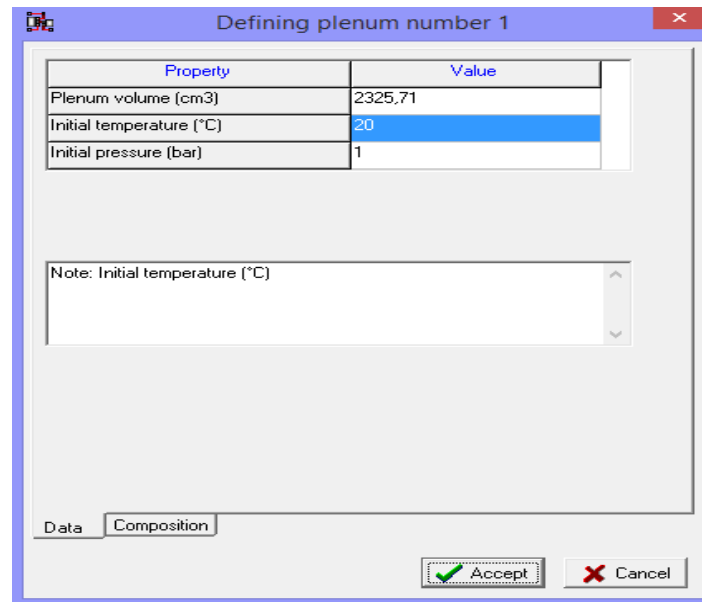 Defining plenum number 1
Property Value
Plenum volume (cm3) 2325,71
Initial temperature (°C) 20
Initial pressure (bar) 1
Note: Initial temperature (°C)
Data Composition
Accept Cancel